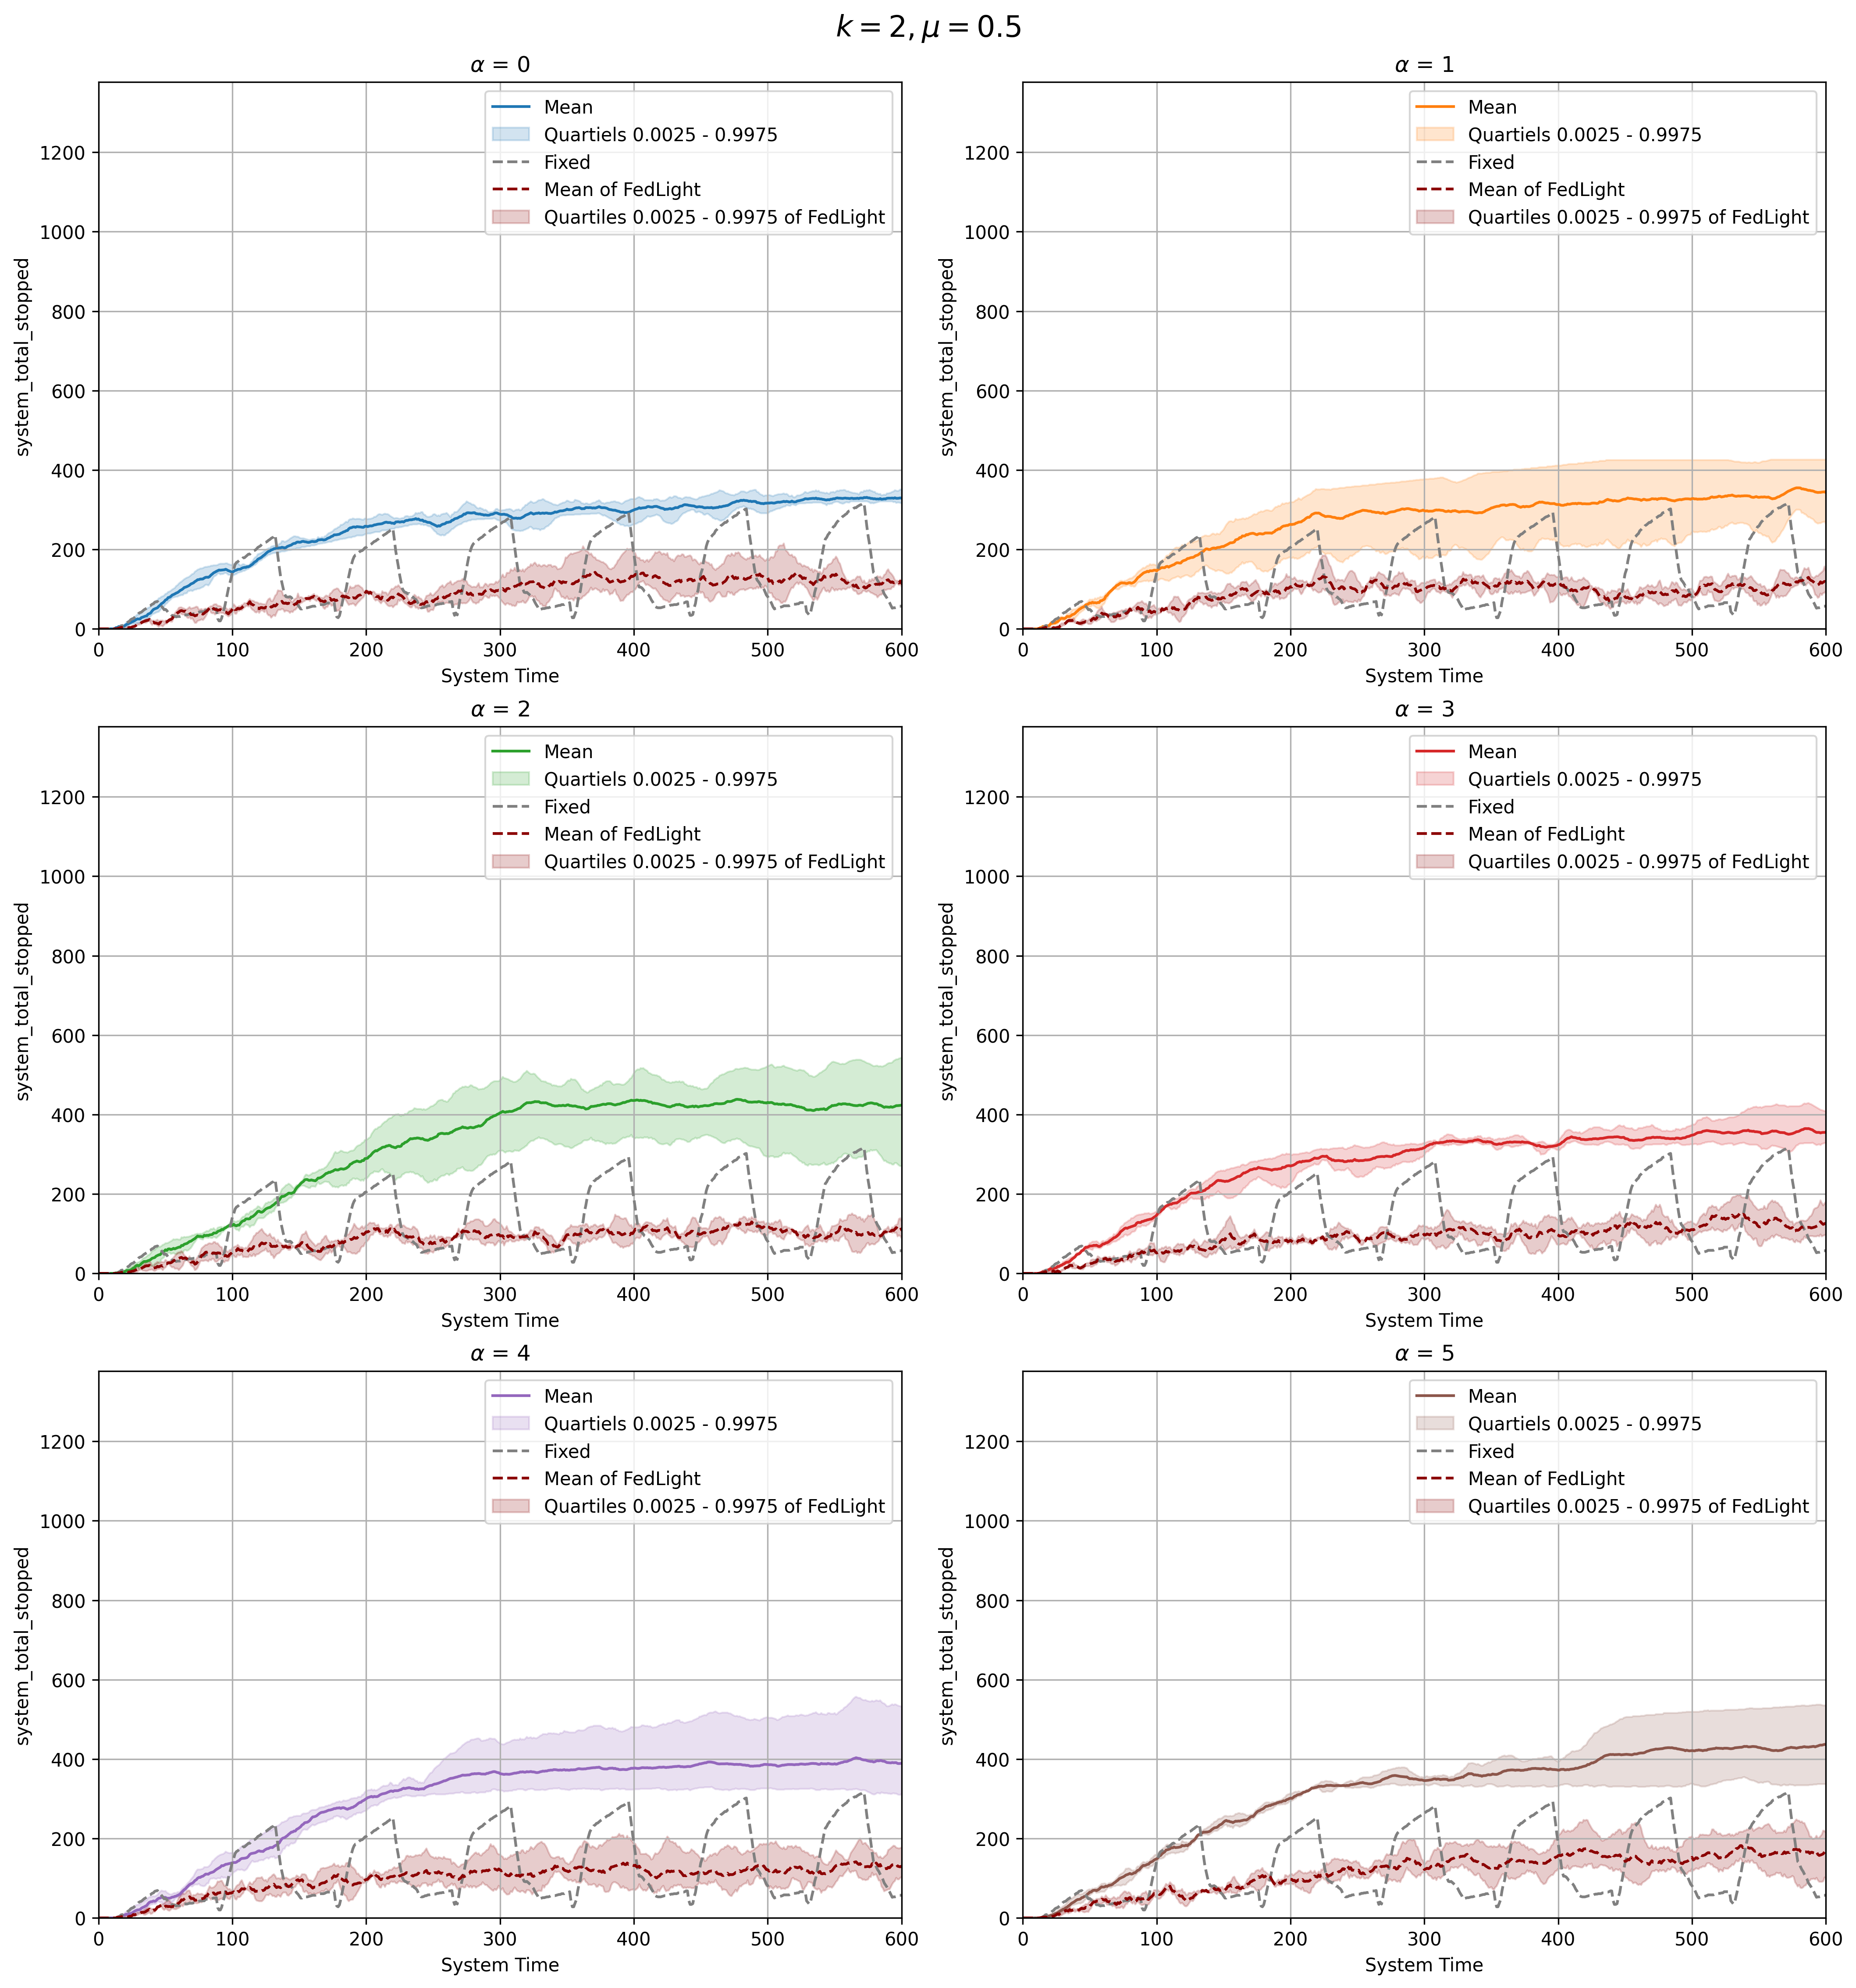 k = 2, μ = 0.5
α = 0
Mean
Quartiels 0.0025 - 0.9975
Fixed
Mean of FedLight
Quartiles 0.0025 - 0.9975 of FedLight
system_total_stopped
1200
1000
800
600
400
200
0
0 100 200 300 400 500 600
System Time
α = 1
Mean
Quartiels 0.0025 - 0.9975
Fixed
Mean of FedLight
Quartiles 0.0025 - 0.9975 of FedLight
system_total_stopped
1200
1000
800
600
400
200
0
0 100 200 300 400 500 600
System Time
α = 2
Mean
Quartiels 0.0025 - 0.9975
Fixed
Mean of FedLight
Quartiles 0.0025 - 0.9975 of FedLight
system_total_stopped
1200
1000
800
600
400
200
0
0 100 200 300 400 500 600
System Time
α = 3
Mean
Quartiels 0.0025 - 0.9975
Fixed
Mean of FedLight
Quartiles 0.0025 - 0.9975 of FedLight
system_total_stopped
1200
1000
800
600
400
200
0
0 100 200 300 400 500 600
System Time
α = 4
Mean
Quartiels 0.0025 - 0.9975
Fixed
Mean of FedLight
Quartiles 0.0025 - 0.9975 of FedLight
system_total_stopped
1200
1000
800
600
400
200
0
0 100 200 300 400 500 600
System Time
α = 5
Mean
Quartiels 0.0025 - 0.9975
Fixed
Mean of FedLight
Quartiles 0.0025 - 0.9975 of FedLight
system_total_stopped
1200
1000
800
600
400
200
0
0 100 200 300 400 500 600
System Time